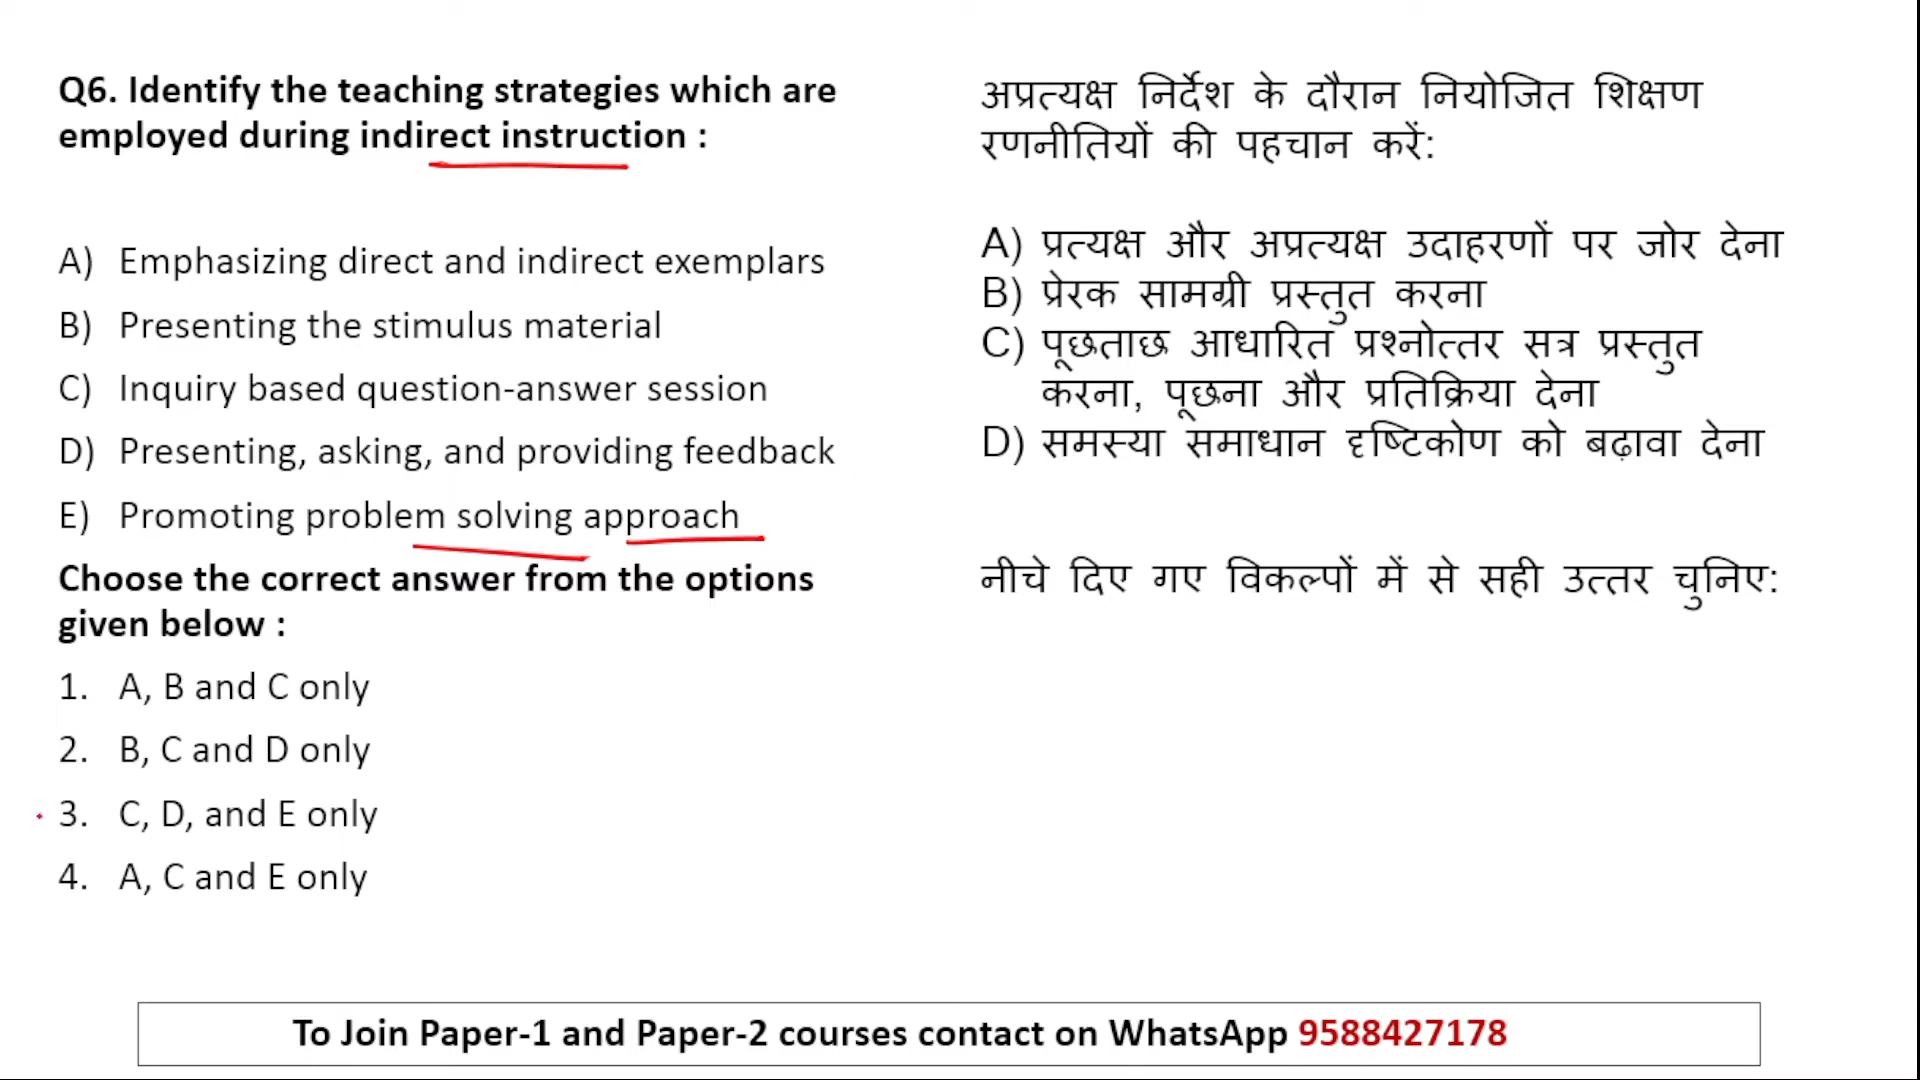 Q6. Identify the teaching strategies which are
employed during indirect instruction :
A) Emphasizing direct and indirect exemplars
B) Presenting the stimulus material
C) Inquiry based question-answer session
D) Presenting, asking, and providing feedback
E) Promoting problem solving approach
Choose the correct answer from the options
given below :
1. A, B and C only
2. B, C and D only
3. C, D, and E only
4. A, C and E only
अप्रत्यक्ष निर्देश के दौरान नियोजित शिक्षण
रणनीतियों की पहचान करें:
A) प्रत्यक्ष और अप्रत्यक्ष उदाहरणों पर जोर देना
B) प्रेरक सामग्री प्रस्तुत करना
C) पूछताछ आधारित प्रश्नोत्तर सत्र प्रस्तुत
करना, पूछना और प्रतिक्रिया देना
D) समस्या समाधान दृष्टिकोण को बढ़ावा देना
नीचे दिए गए विकल्पों में से सही उत्तर चुनिए:
To Join Paper-1 and Paper-2 courses contact on WhatsApp 9588427178